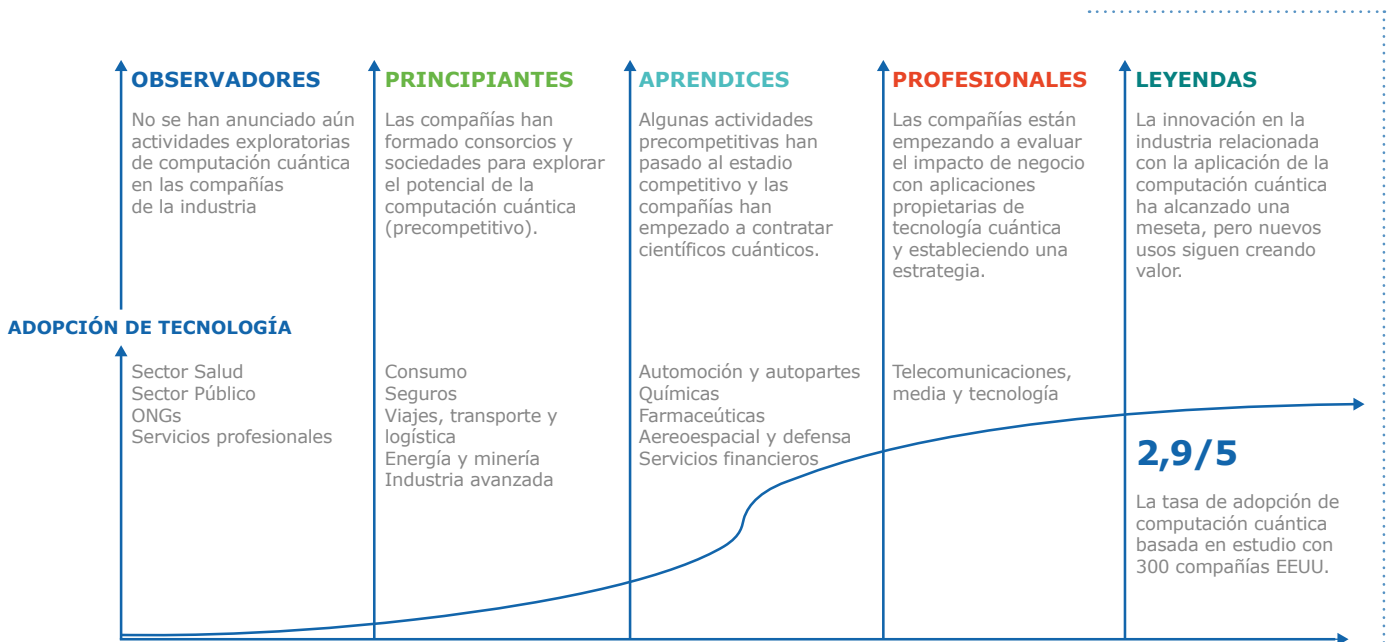 OBSERVADORES
No se han anunciado aún
actividades exploratorias
de computación cuántica
en las compañías
de la industria
PRINCIPIANTES
Las compañías han
formado consorcios y
sociedades para explorar
el potencial de la
computación cuántica
(precompetitivo).
APRENDICES
Algunas actividades
precompetitivas han
pasado al estadio
competitivo y las
compañías han
empezado a contratar
científicos cuánticos.
PROFESIONALES
Las compañías están
empezando a evaluar
el impacto de negocio
con aplicaciones
propietarias de
tecnología cuántica
y estableciendo una
estrategia.
LEYENDAS
La innovación en la
industria relacionada
con la aplicación de la
computación cuántica
ha alcanzado una
meseta, pero nuevos
usos siguen creando
valor.
ADOPCIÓN DE TECNOLOGÍA
Sector Salud
Sector Público
ONGs
Servicios profesionales
Consumo
Seguros
Viajes, transporte y
logística
Energía y minería
Industria avanzada
Automoción y autopartes
Químicas
Farmaceúticas
Aereoespacial y defensa
Servicios financieros
Telecomunicaciones,
media y tecnología
2,9/5
La tasa de adopción de
computación cuántica
basada en estudio con
300 compañías EEUU.